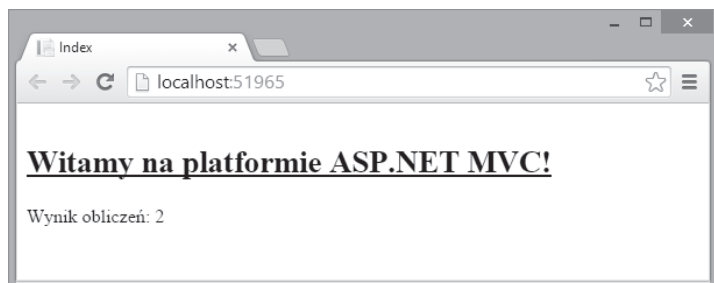 Index
localhost:51965
Witamy na platformie ASP.NET MVC!
Wynik obliczeń: 2